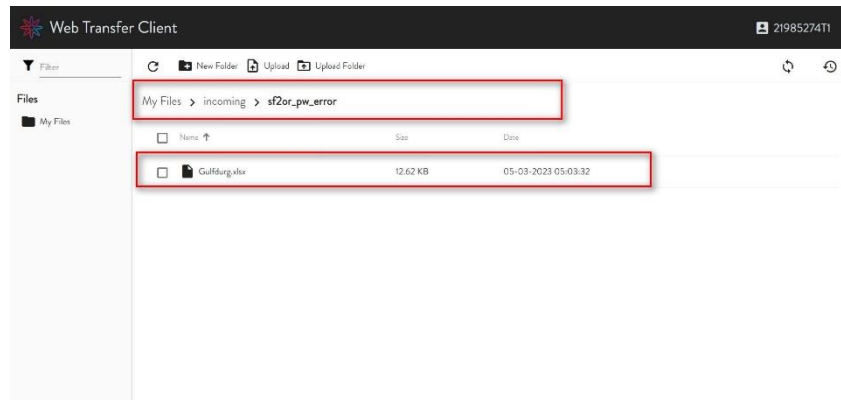 Web Transfer Client
21985274T1
Filter
New Folder Upload Upload Folder
Files
My Files
My Files > incoming > sf2or_pw_error
Name Size Date
Gulfdurg.xlsx 12.62 KB 05-03-2023 05:03:32